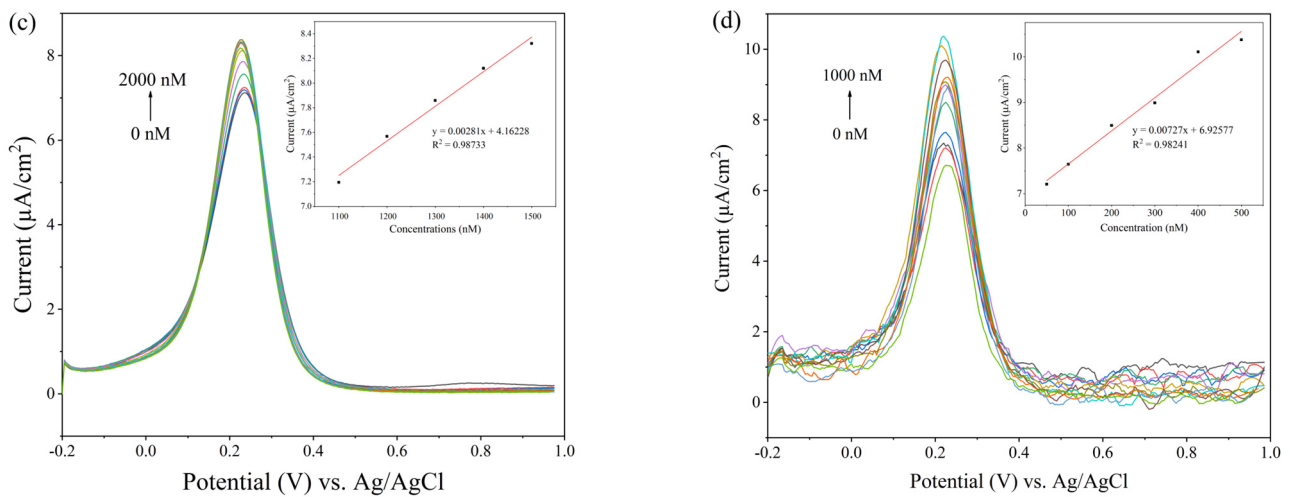 (c)
8
6
4
2
0
-0.2
0.0
0.2
0.4
0.6
0.8
1.0
Current (μA/cm²)
Potential (V) vs. Ag/AgCl
2000 nM
0 nM
8.4
8.2
8.0
7.8
7.6
7.4
7.2
7.0
1100
1200
1300
1400
1500
Current (μA/cm²)
Concentrations (nM)
y = 0.00281x + 4.16228
R² = 0.98733
(d)
10
8
6
4
2
0
-0.2
0.0
0.2
0.4
0.6
0.8
1.0
Current (μA/cm²)
Potential (V) vs. Ag/AgCl
1000 nM
0 nM
10
9
8
7
0
100
200
300
400
500
Current (μA/cm²)
Concentration (nM)
y = 0.00727x + 6.92577
R² = 0.98241